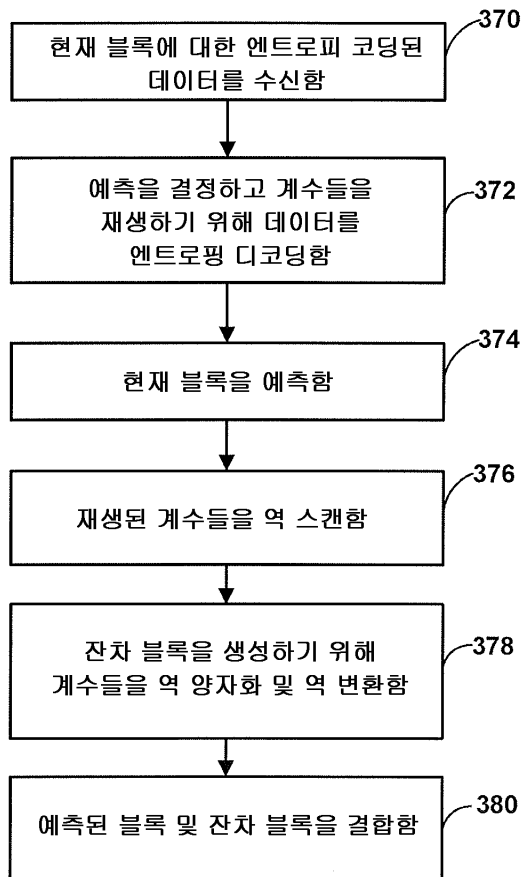 370
현재 블록에 대한 엔트로피 코딩된
데이터를 수신함
372
예측을 결정하고 계수들을
재생하기 위해 데이터를
엔트로핑 디코딩함
374
현재 블록을 예측함
376
재생된 계수들을 역 스캔함
378
잔차 블록을 생성하기 위해
계수들을 역 양자화 및 역 변환함
380
예측된 블록 및 잔차 블록을 결합함